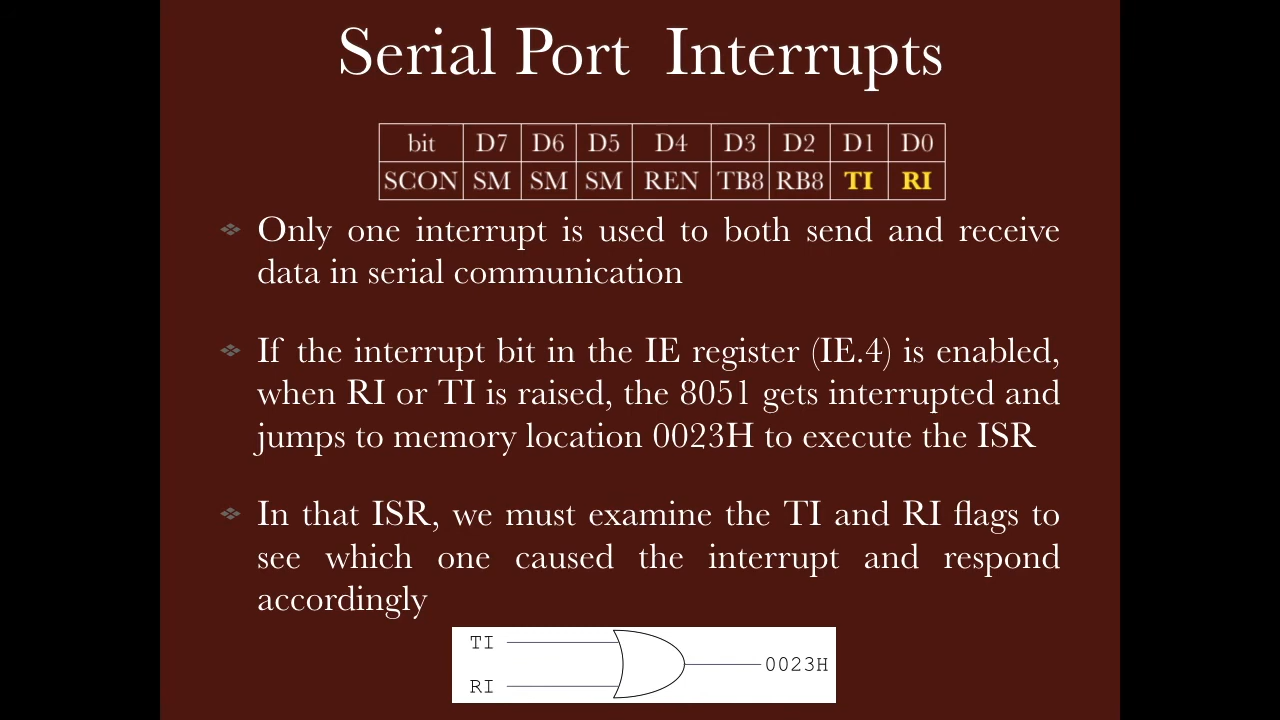 Serial Port Interrupts
bit D7 D6 D5 D4 D3 D2 D1 D0
SCON SM SM SM REN TB8 RB8 TI RI
Only one interrupt is used to both send and receive
data in serial communication
If the interrupt bit in the IE register (IE.4) is enabled,
when RI or TI is raised, the 8051 gets interrupted and
jumps to memory location 0023H to execute the ISR
In that ISR, we must examine the TI and RI flags to
see which one caused the interrupt and respond
accordingly
TI
0023H
RI